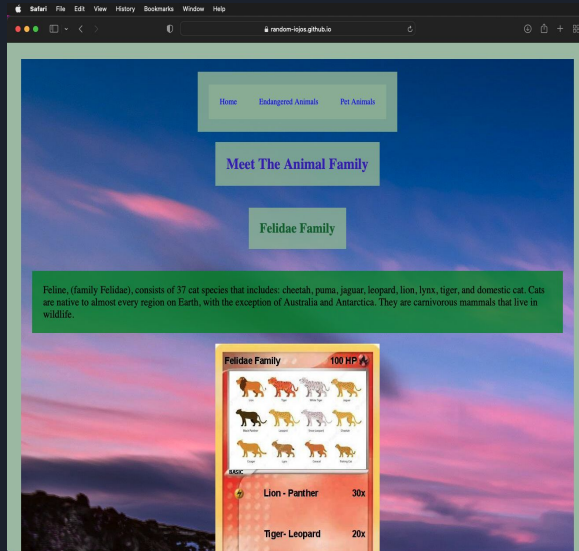 Safari File Edit View History Bookmarks Window Help
random-iojos.github.io
Home Endangered Animals Pet Animals
Meet The Animal Family
Felidae Family
Feline, (family Felidae), consists of 37 cat species that includes: cheetah, puma, jaguar, leopard, lion, lynx, tiger, and domestic cat. Cats
are native to almost every region on Earth, with the exception of Australia and Antarctica. They are carnivorous mammals that live in
wildlife.
Felidae Family 100 HP
BASIC
Lion - Panther 30x
Tiger- Leopard 20x